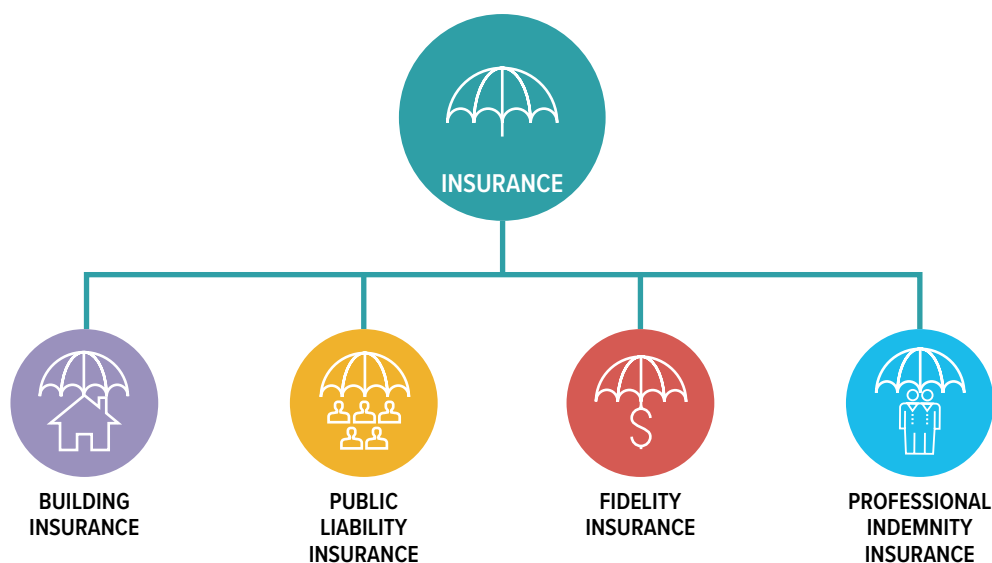 INSURANCE
BUILDING
INSURANCE
PUBLIC
LIABILITY
INSURANCE
FIDELITY
INSURANCE
PROFESSIONAL
INDEMNITY
INSURANCE